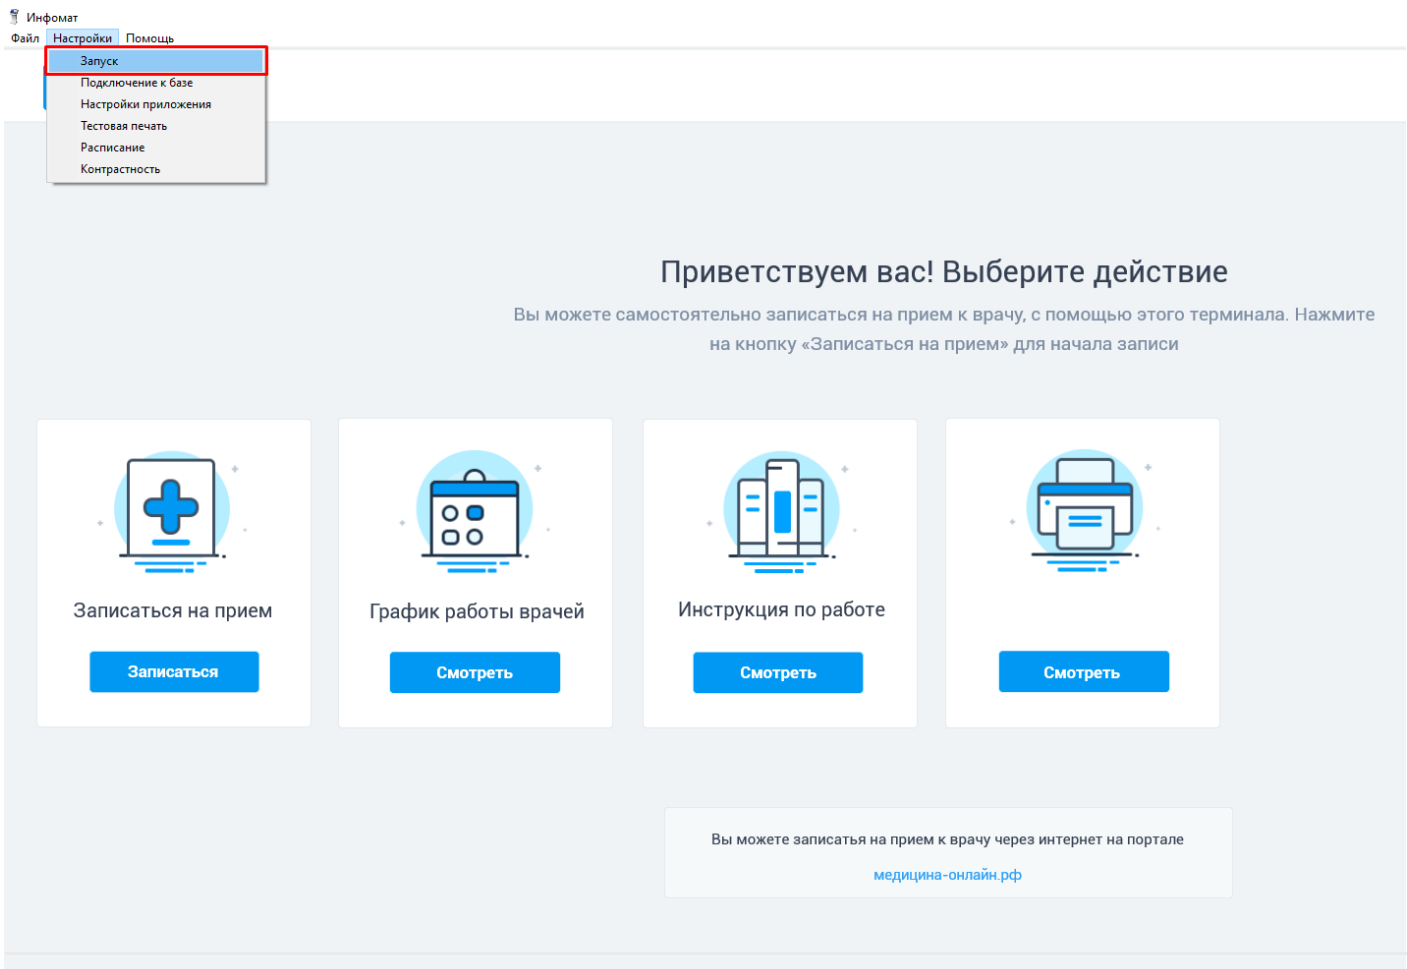 Инфомат
Файл Настройки Помощь
Запуск
Подключение к базе
Настройки приложения
Тестовая печать
Расписание
Контрастность
Приветствуем вас! Выберите действие
Вы можете самостоятельно записаться на прием к врачу, с помощью этого терминала. Нажмите
на кнопку «Записаться на прием» для начала записи
Записаться на прием
Записаться
График работы врачей
Смотреть
Инструкция по работе
Смотреть
Смотреть
Вы можете записатья на прием к врачу через интернет на портале
медицина-онлайн.рф